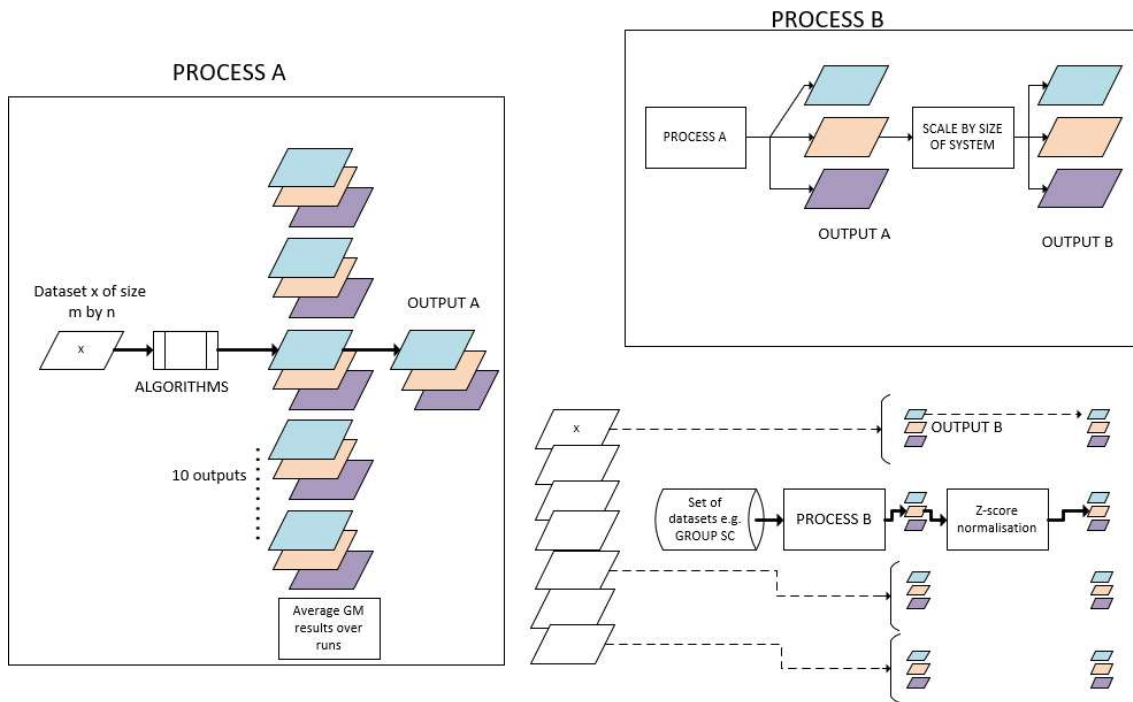 PROCESS A
Dataset x of size
m by n
x
ALGORITHMS
OUTPUT A
10 outputs
Average GM
results over
runs
PROCESS B
PROCESS A
SCALE BY SIZE
OF SYSTEM
OUTPUT A
OUTPUT B
x
OUTPUT B
Set of
datasets e.g.
GROUP SC
PROCESS B
Z-score
normalisation